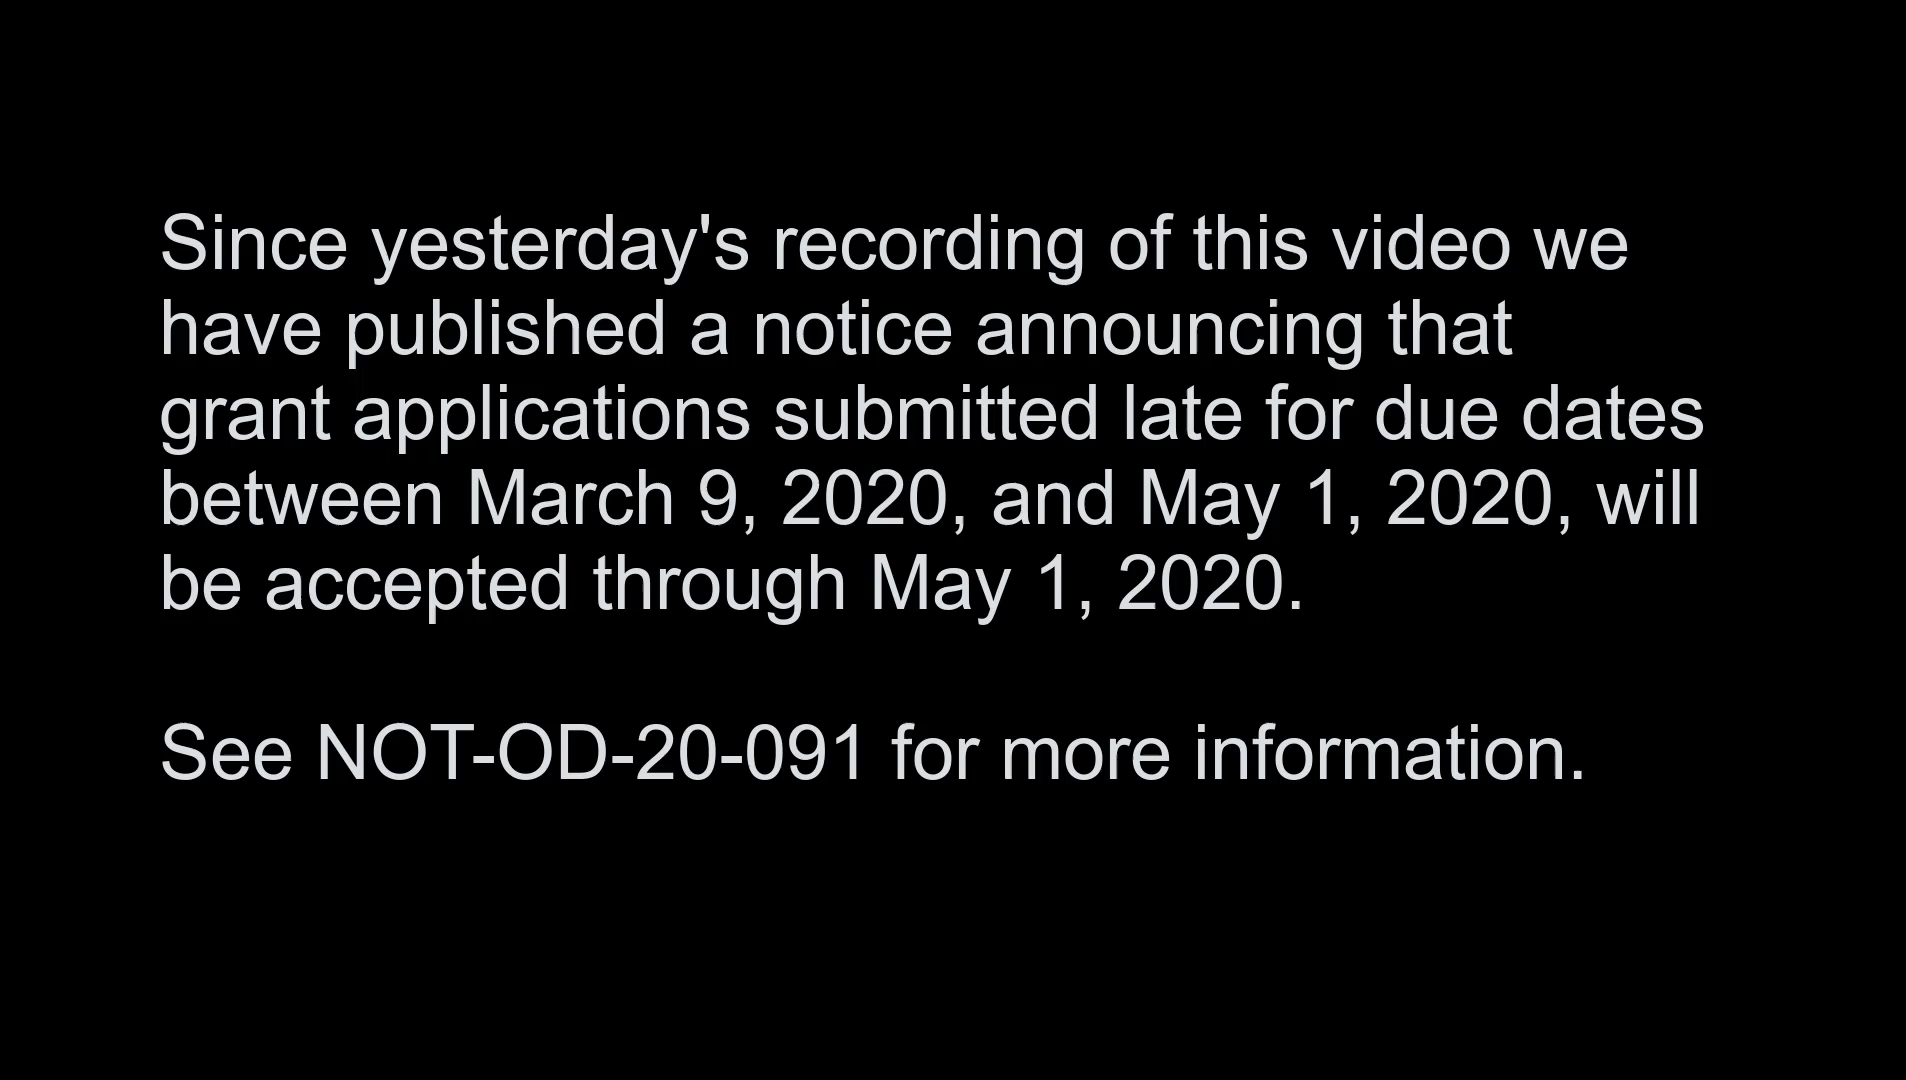 Since yesterday's recording of this video we
have published a notice announcing that
grant applications submitted late for due dates
between March 9, 2020, and May 1, 2020, will
be accepted through May 1, 2020.
See NOT-OD-20-091 for more information.